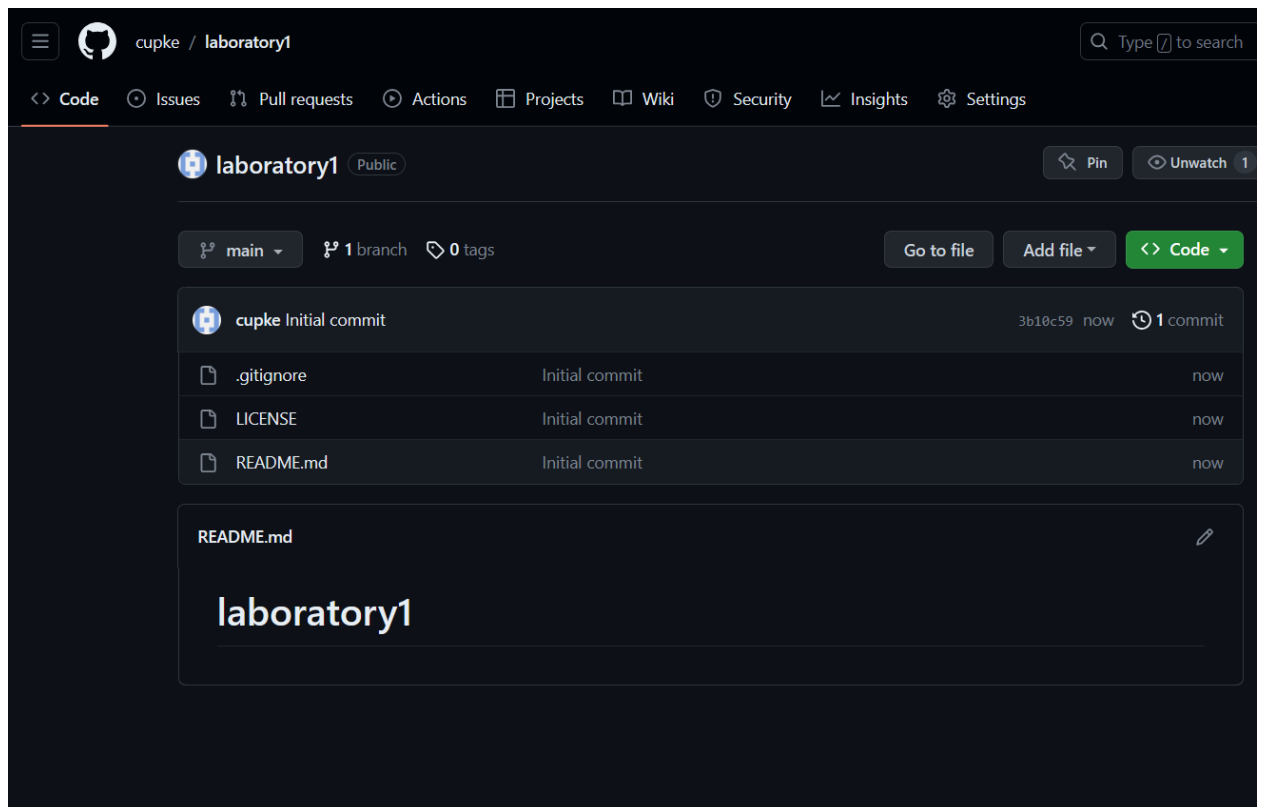 cupke / laboratory1 Type / to search
Code Issues Pull requests Actions Projects Wiki Security Insights Settings
laboratory1 Public Pin Unwatch 1
main 1 branch 0 tags Go to file Add file Code
cupke Initial commit 3b10c59 now 1 commit
.gitignore Initial commit now
LICENSE Initial commit now
README.md Initial commit now
README.md
laboratory1